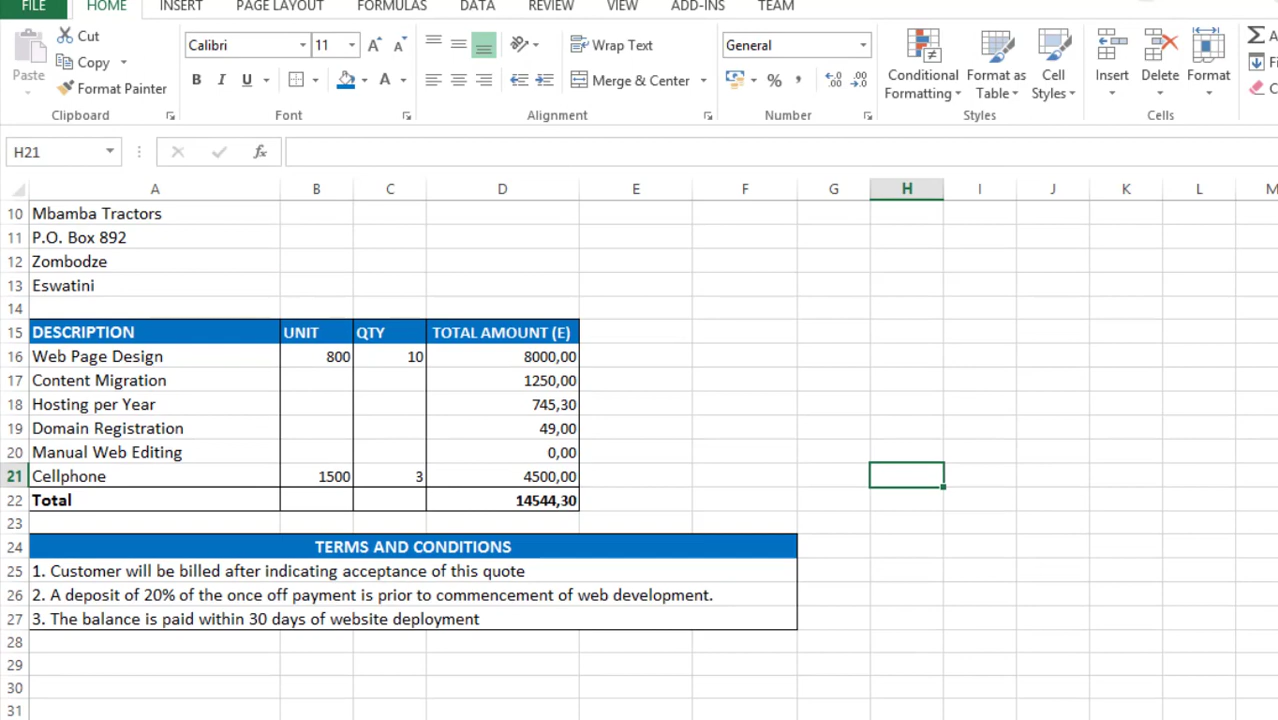 FILE HOME INSERT PAGE LAYOUT FORMULAS DATA REVIEW VIEW ADD-INS TEAM
Paste
Cut
Copy
Format Painter
Clipboard
Calibri 11 A A
B I U A
Font
Wrap Text
Merge & Center
Alignment
General
% , .00
Number
Conditional Formatting
Format as Table
Cell Styles
Styles
Insert Delete Format
Cells
H21 fx
A B C D E F G H I J K L M
10 Mbamba Tractors
11 P.O. Box 892
12 Zombodze
13 Eswatini
14
15 DESCRIPTION UNIT QTY TOTAL AMOUNT (E)
16 Web Page Design 800 10 8000,00
17 Content Migration 1250,00
18 Hosting per Year 745,30
19 Domain Registration 49,00
20 Manual Web Editing 0,00
21 Cellphone 1500 3 4500,00
22 Total 14544,30
23
24 TERMS AND CONDITIONS
25 1. Customer will be billed after indicating acceptance of this quote
26 2. A deposit of 20% of the once off payment is prior to commencement of web development.
27 3. The balance is paid within 30 days of website deployment
28
29
30
31